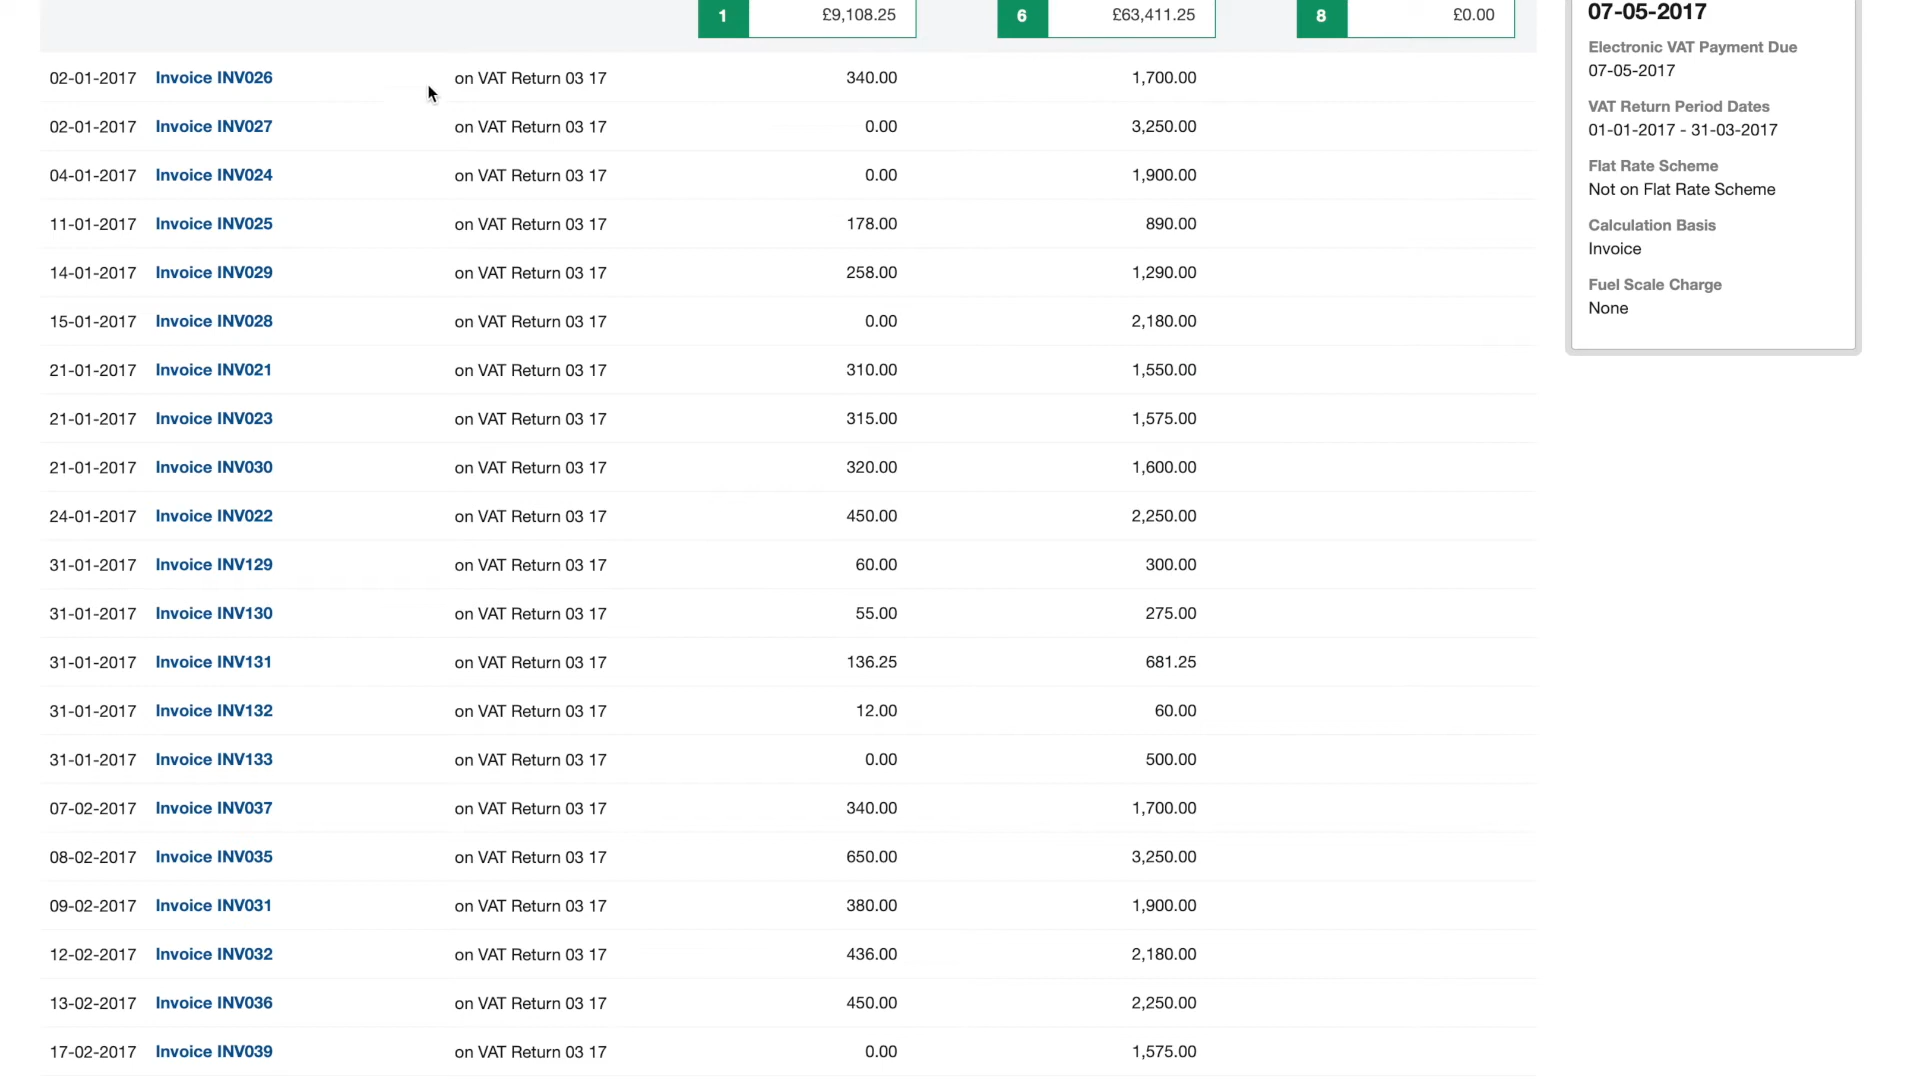 1 £9,108.25 6 £63,411.25 8 £0.00
02-01-2017 Invoice INV026 on VAT Return 03 17 340.00 1,700.00
02-01-2017 Invoice INV027 on VAT Return 03 17 0.00 3,250.00
04-01-2017 Invoice INV024 on VAT Return 03 17 0.00 1,900.00
11-01-2017 Invoice INV025 on VAT Return 03 17 178.00 890.00
14-01-2017 Invoice INV029 on VAT Return 03 17 258.00 1,290.00
15-01-2017 Invoice INV028 on VAT Return 03 17 0.00 2,180.00
21-01-2017 Invoice INV021 on VAT Return 03 17 310.00 1,550.00
21-01-2017 Invoice INV023 on VAT Return 03 17 315.00 1,575.00
21-01-2017 Invoice INV030 on VAT Return 03 17 320.00 1,600.00
24-01-2017 Invoice INV022 on VAT Return 03 17 450.00 2,250.00
31-01-2017 Invoice INV129 on VAT Return 03 17 60.00 300.00
31-01-2017 Invoice INV130 on VAT Return 03 17 55.00 275.00
31-01-2017 Invoice INV131 on VAT Return 03 17 136.25 681.25
31-01-2017 Invoice INV132 on VAT Return 03 17 12.00 60.00
31-01-2017 Invoice INV133 on VAT Return 03 17 0.00 500.00
07-02-2017 Invoice INV037 on VAT Return 03 17 340.00 1,700.00
08-02-2017 Invoice INV035 on VAT Return 03 17 650.00 3,250.00
09-02-2017 Invoice INV031 on VAT Return 03 17 380.00 1,900.00
12-02-2017 Invoice INV032 on VAT Return 03 17 436.00 2,180.00
13-02-2017 Invoice INV036 on VAT Return 03 17 450.00 2,250.00
17-02-2017 Invoice INV039 on VAT Return 03 17 0.00 1,575.00
07-05-2017
Electronic VAT Payment Due
07-05-2017
VAT Return Period Dates
01-01-2017 - 31-03-2017
Flat Rate Scheme
Not on Flat Rate Scheme
Calculation Basis
Invoice
Fuel Scale Charge
None